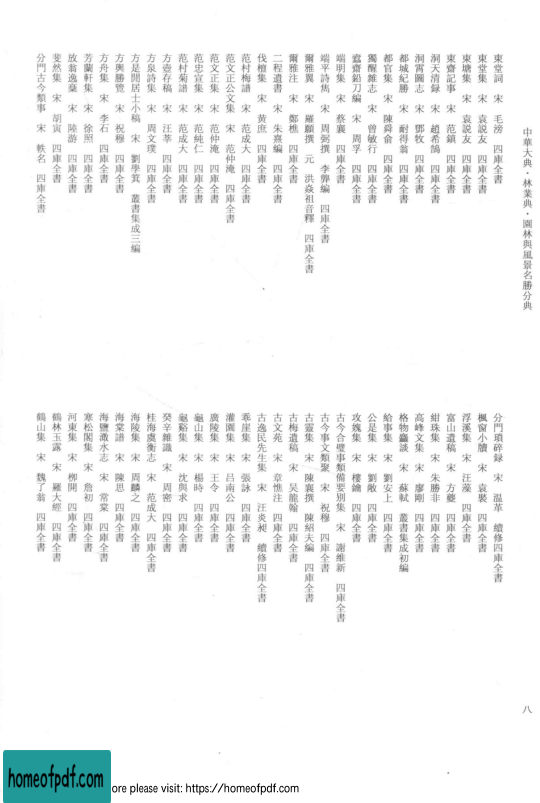 中華大典·林業典·園林與風景名勝分典
東堂詞 宋 毛滂 四庫全書
東堂集 宋 袁説友 四庫全書
東塘集 宋 袁説友 四庫全書
東齋記事 宋 范鎮 四庫全書
洞天清録 宋 趙希鵠 四庫全書
洞霄圖志 宋 鄧牧 四庫全書
都城紀勝 宋 耐得翁 四庫全書
都官集 宋 陳舜俞 四庫全書
獨醒雜志 宋 曾敏行 四庫全書
蠹齋鉛刀編 宋 周孚 四庫全書
端明集 宋 蔡襄 四庫全書
端平詩雋 宋 周弼撰 李龏編 四庫全書
爾雅翼 宋 羅願撰 元 洪焱祖音釋 四庫全書
爾雅注 宋 鄭樵 四庫全書
二程遺書 宋 朱熹編 四庫全書
伐檀集 宋 黄庶 四庫全書
范村梅譜 宋 范成大 四庫全書
范文正公文集 宋 范仲淹 四庫全書
范文正集 宋 范仲淹 四庫全書
范忠宣集 宋 范純仁 四庫全書
范村菊譜 宋 范成大 四庫全書
方壺存稿 宋 汪莘 四庫全書
方泉詩集 宋 周文璞 四庫全書
方是閒居士小稿 宋 劉學箕 叢書集成三編
方輿勝覽 宋 祝穆 四庫全書
方舟集 宋 李石 四庫全書
芳蘭軒集 宋 徐照 四庫全書
放翁逸稾 宋 陸游 四庫全書
斐然集 宋 胡寅 四庫全書
分門古今類事 宋 佚名 四庫全書
分門瑣碎録 宋 温革 續修四庫全書
楓窗小牘 宋 袁褧 四庫全書
浮溪集 宋 汪藻 四庫全書
富山遺稿 宋 方夔 四庫全書
高峰文集 宋 廖剛 四庫全書
紺珠集 宋 朱勝非 四庫全書
格物麤談 宋 蘇軾 叢書集成初編
給事集 宋 劉安上 四庫全書
公是集 宋 劉敞 四庫全書
攻媿集 宋 樓鑰 四庫全書
古今合璧事類備要别集 宋 謝維新 四庫全書
古今事文類聚 宋 祝穆 四庫全書
古靈集 宋 陳襄撰 陳紹夫編 四庫全書
古梅遺稿 宋 吴龍翰 四庫全書
古文苑 宋 章樵注 四庫全書
古逸民先生集 宋 汪炎昶 續修四庫全書
乖崖集 宋 張詠 四庫全書
灌園集 宋 吕南公 四庫全書
廣陵集 宋 王令 四庫全書
龜山集 宋 楊時 四庫全書
龜谿集 宋 沈與求 四庫全書
癸辛雜識 宋 周密 四庫全書
桂海虞衡志 宋 范成大 四庫全書
海陵集 宋 周麟之 四庫全書
海棠譜 宋 陳思 四庫全書
海鹽澉水志 宋 常棠 四庫全書
寒松閣集 宋 詹初 四庫全書
河東集 宋 柳開 四庫全書
鶴林玉露 宋 羅大經 四庫全書
鶴山集 宋 魏了翁 四庫全書
八
homeofpdf.com
ore please visit: https://homeofpdf.com